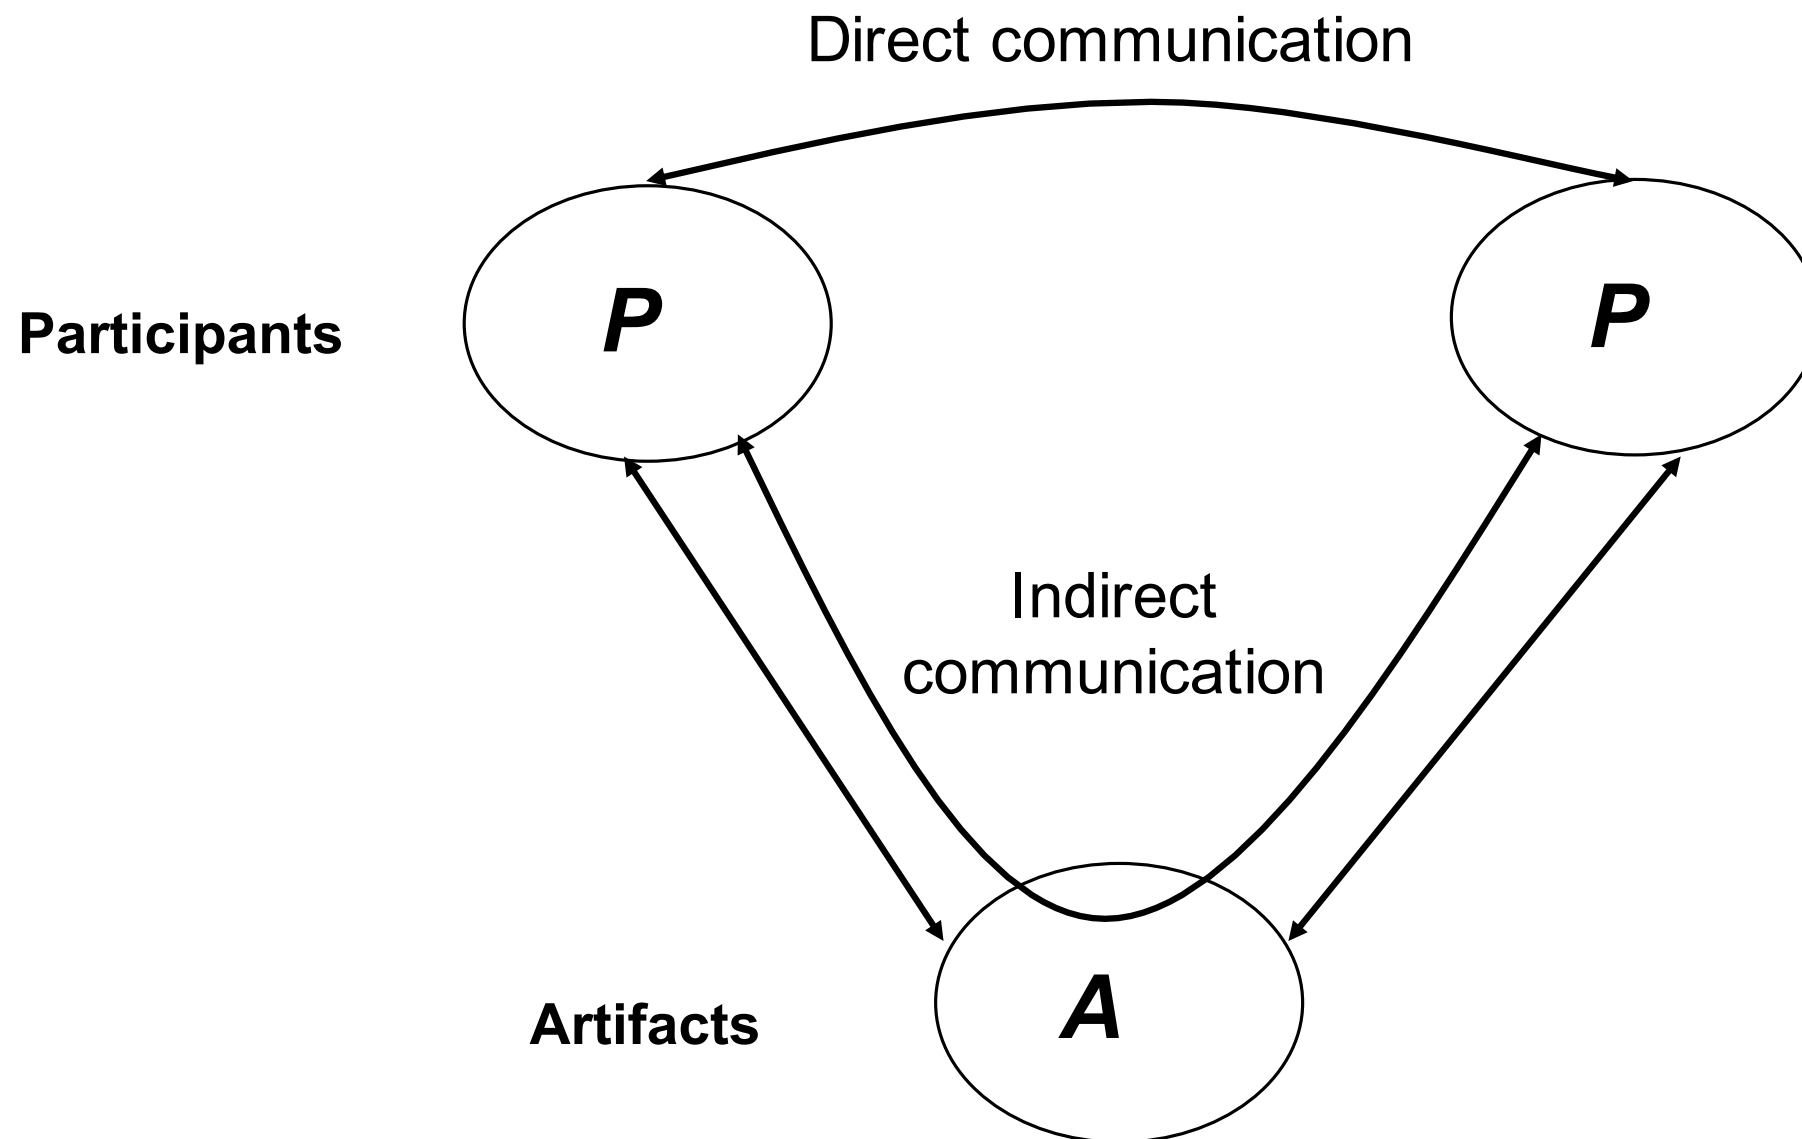 Direct communication
Participants
P
P
Indirect
communication
Artifacts
A